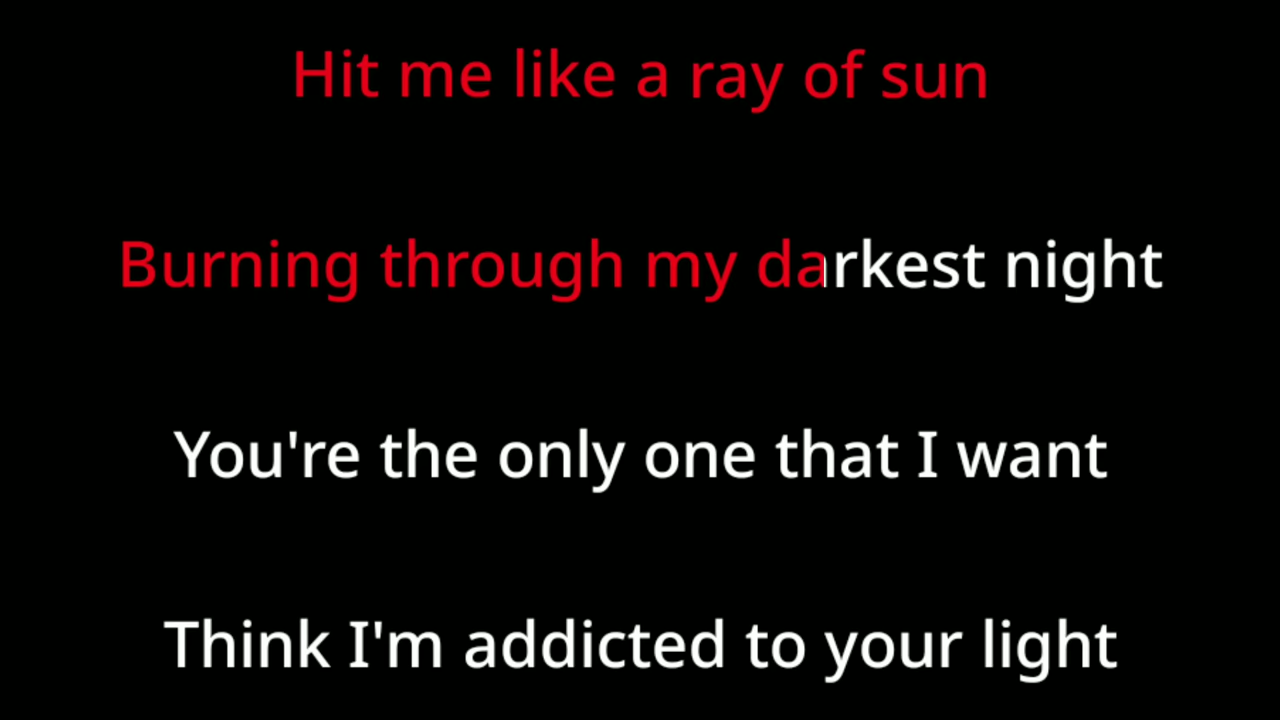 Hit me like a ray of sun
Burning through my darkest night
You're the only one that I want
Think I'm addicted to your light